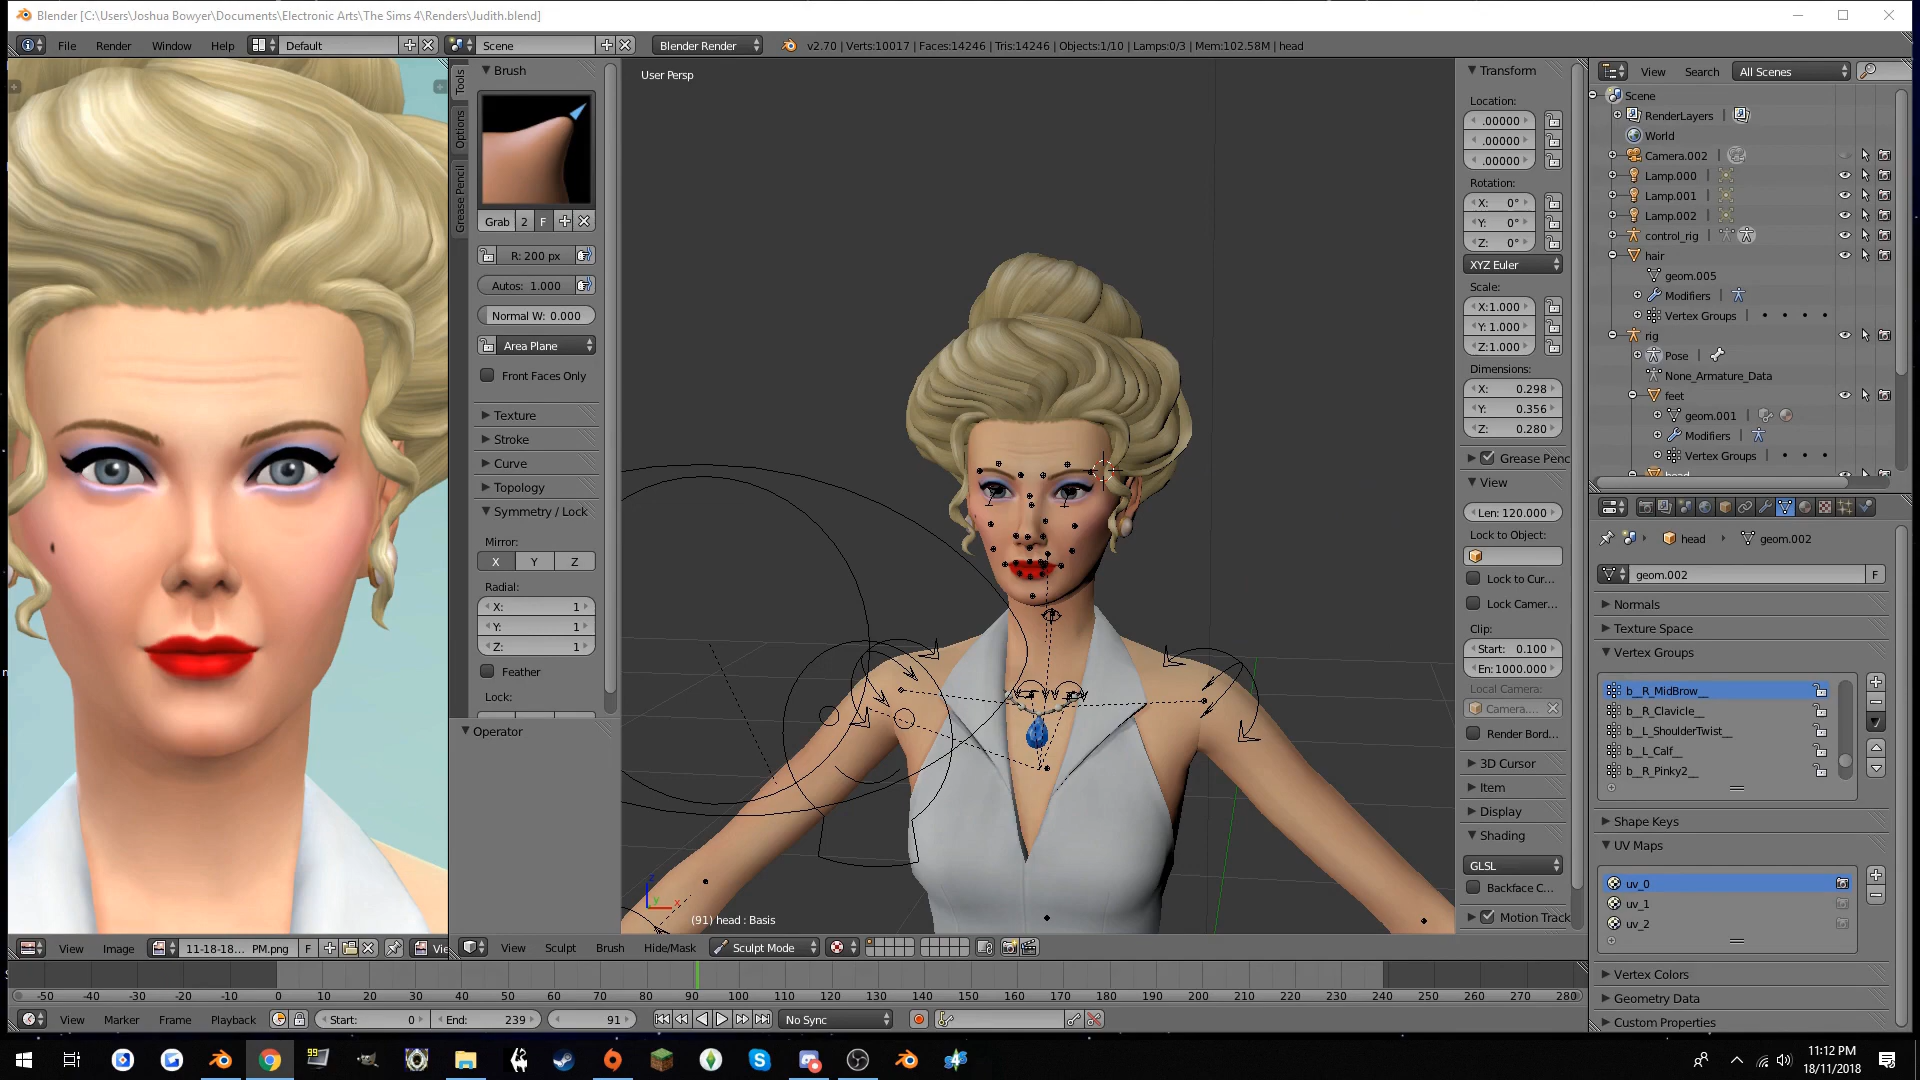 Blender [C:\Users\Joshua Bowyer\Documents\Electronic Arts\The Sims 4\Renders\Judith.blend]
File Render Window Help Default Scene Blender Render v2.70 | Verts:10017 | Faces:14246 | Tris:14246 | Objects:1/10 | Lamps:0/3 | Mem:102.58M | head
Tools
Options
Grease Pencil
Brush
Grab 2 F
R: 200 px
Autos: 1.000
Normal W: 0.000
Area Plane
Front Faces Only
Texture
Stroke
Curve
Topology
Symmetry / Lock
Mirror:
X Y Z
Radial:
X: 1
Y: 1
Z: 1
Feather
Lock:
Operator
User Persp
(91) head : Basis
Transform
Location:
.00000
.00000
.00000
Rotation:
X: 0°
Y: 0°
Z: 0°
XYZ Euler
Scale:
X:1.000
Y: 1.000
Z:1.000
Dimensions:
X: 0.298
Y: 0.356
Z: 0.280
Grease Penc
View
Len: 120.000
Lock to Object:
Lock to Cur...
Lock Camer...
Clip:
Start: 0.100
En: 1000.000
Local Camera:
Camera....
Render Bord...
3D Cursor
Item
Display
Shading
GLSL
Backface C...
Motion Track
View Search All Scenes
Scene
RenderLayers
World
Camera.002
Lamp.000
Lamp.001
Lamp.002
control_rig
hair
geom.005
Modifiers
Vertex Groups
rig
Pose
None_Armature_Data
feet
geom.001
Modifiers
Vertex Groups
head
head geom.002
geom.002 F
Normals
Texture Space
Vertex Groups
b__R_MidBrow__
b__R_Clavicle__
b__L_ShoulderTwist__
b__L_Calf__
b__R_Pinky2__
Shape Keys
UV Maps
uv_0
uv_1
uv_2
Vertex Colors
Geometry Data
Custom Properties
View Image 11-18-18... PM.png F Vie
View Sculpt Brush Hide/Mask Sculpt Mode
-50 -40 -30 -20 -10 0 10 20 30 40 50 60 70 80 90 100 110 120 130 140 150 160 170 180 190 200 210 220 230 240 250 260 270 280
View Marker Frame Playback Start: 0 End: 239 91 No Sync
99
11:12 PM
18/11/2018